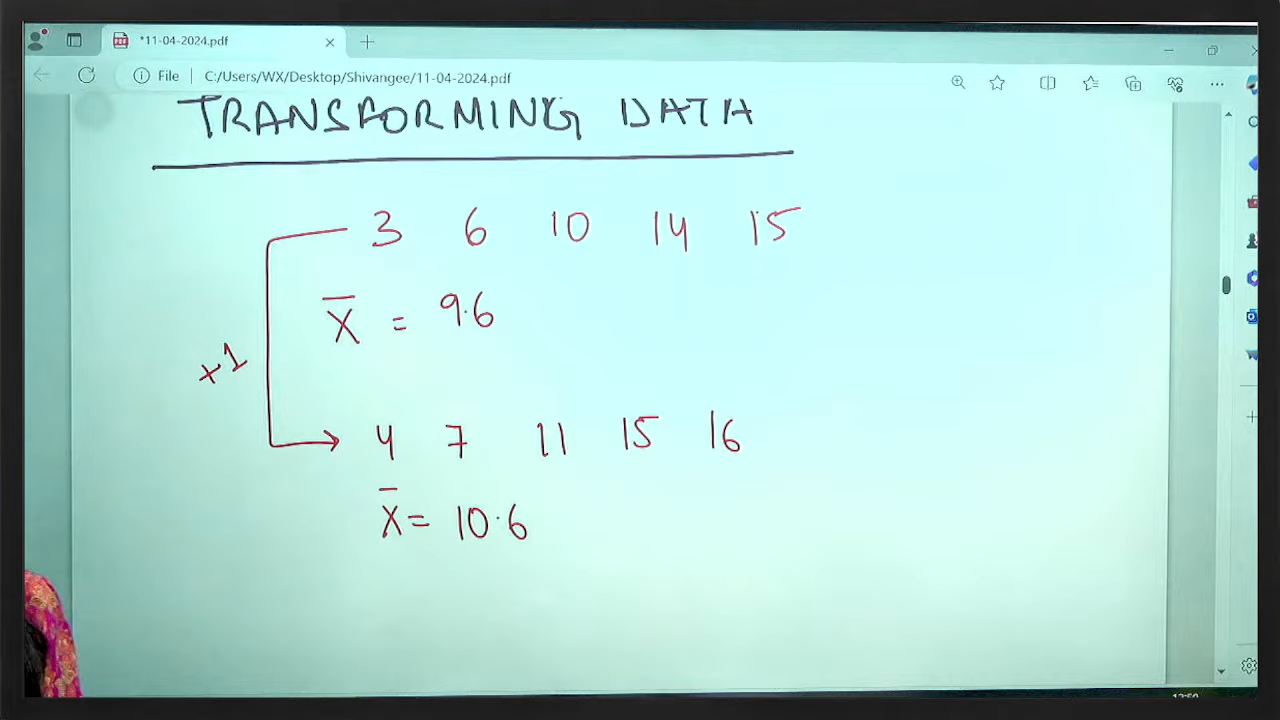 *11-04-2024.pdf
File C:/Users/WX/Desktop/Shivangee/11-04-2024.pdf
TRANSFORMING DATA
3 6 10 14 15
X̄ = 9.6
+1
4 7 11 15 16
X̄ = 10.6